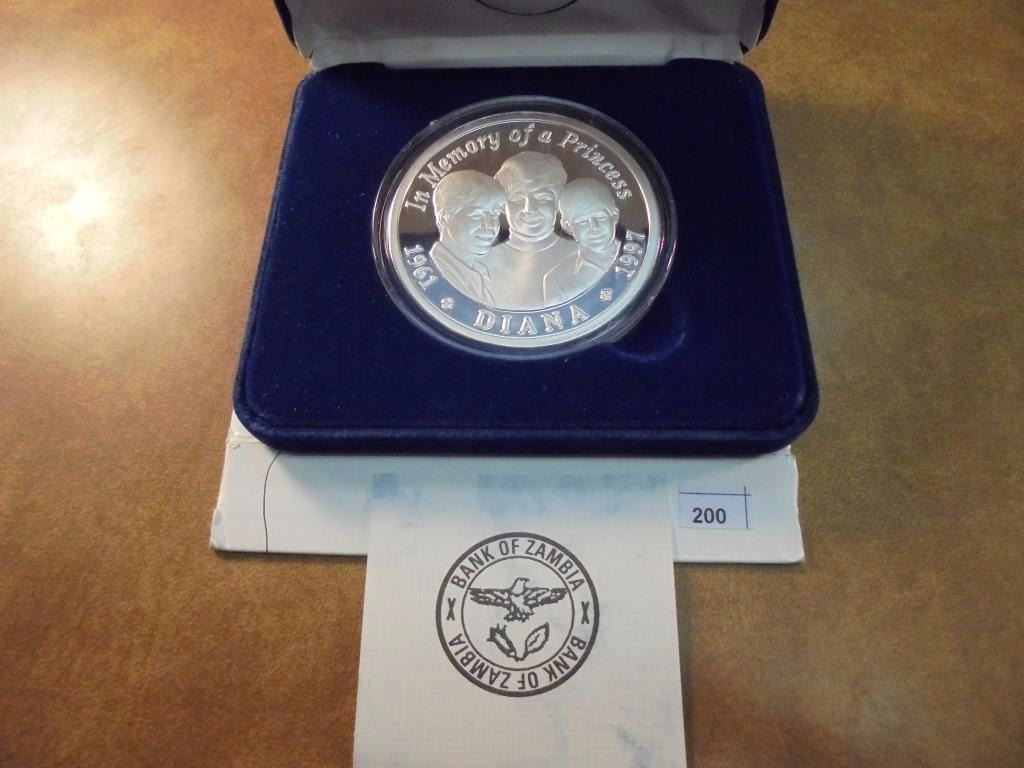 In Memory of a Princess
1961
1997
DIANA
200
BANK OF ZAMBIA
BANK OF ZAMBIA